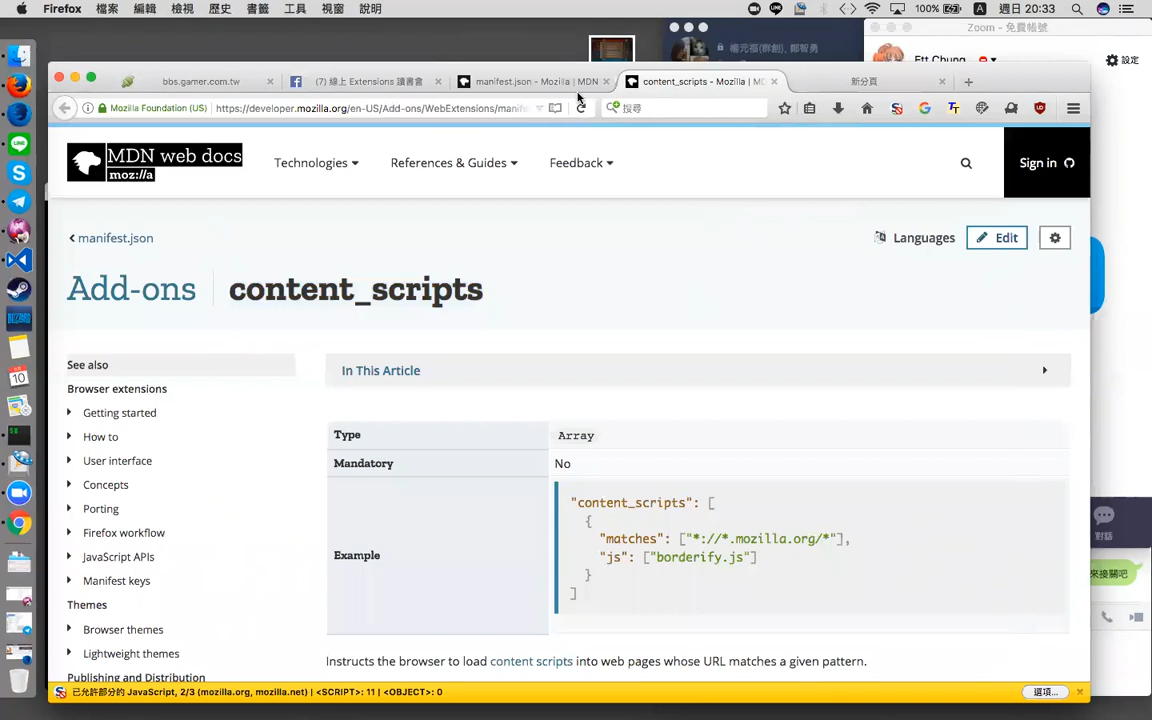 Firefox 檔案 編輯 檢視 歷史 書籤 工具 視窗 說明 100% 週日 20:33
Zoom - 免費帳號
Ett Chung 設定
bbs.gamer.com.tw
(7) 線上 Extensions 讀書會
manifest.json - Mozilla | MDN
content_scripts - Mozilla | MD
新分頁
Mozilla Foundation (US) https://developer.mozilla.org/en-US/Add-ons/WebExtensions/manife 搜尋
MDN web docs
moz://a
Technologies References & Guides Feedback Sign in
manifest.json Languages Edit
Add-ons content_scripts
See also
Browser extensions
Getting started
How to
User interface
Concepts
Porting
Firefox workflow
JavaScript APIs
Manifest keys
Themes
Browser themes
Lightweight themes
Publishing and Distribution
In This Article
Type Array
Mandatory No
Example
"content_scripts": [
{
"matches": ["*://*.mozilla.org/*"],
"js": ["borderify.js"]
}
]
Instructs the browser to load content scripts into web pages whose URL matches a given pattern.
對話
來接關吧
已允許部分的 JavaScript, 2/3 (mozilla.org, mozilla.net) | <SCRIPT>: 11 | <OBJECT>: 0 選項...